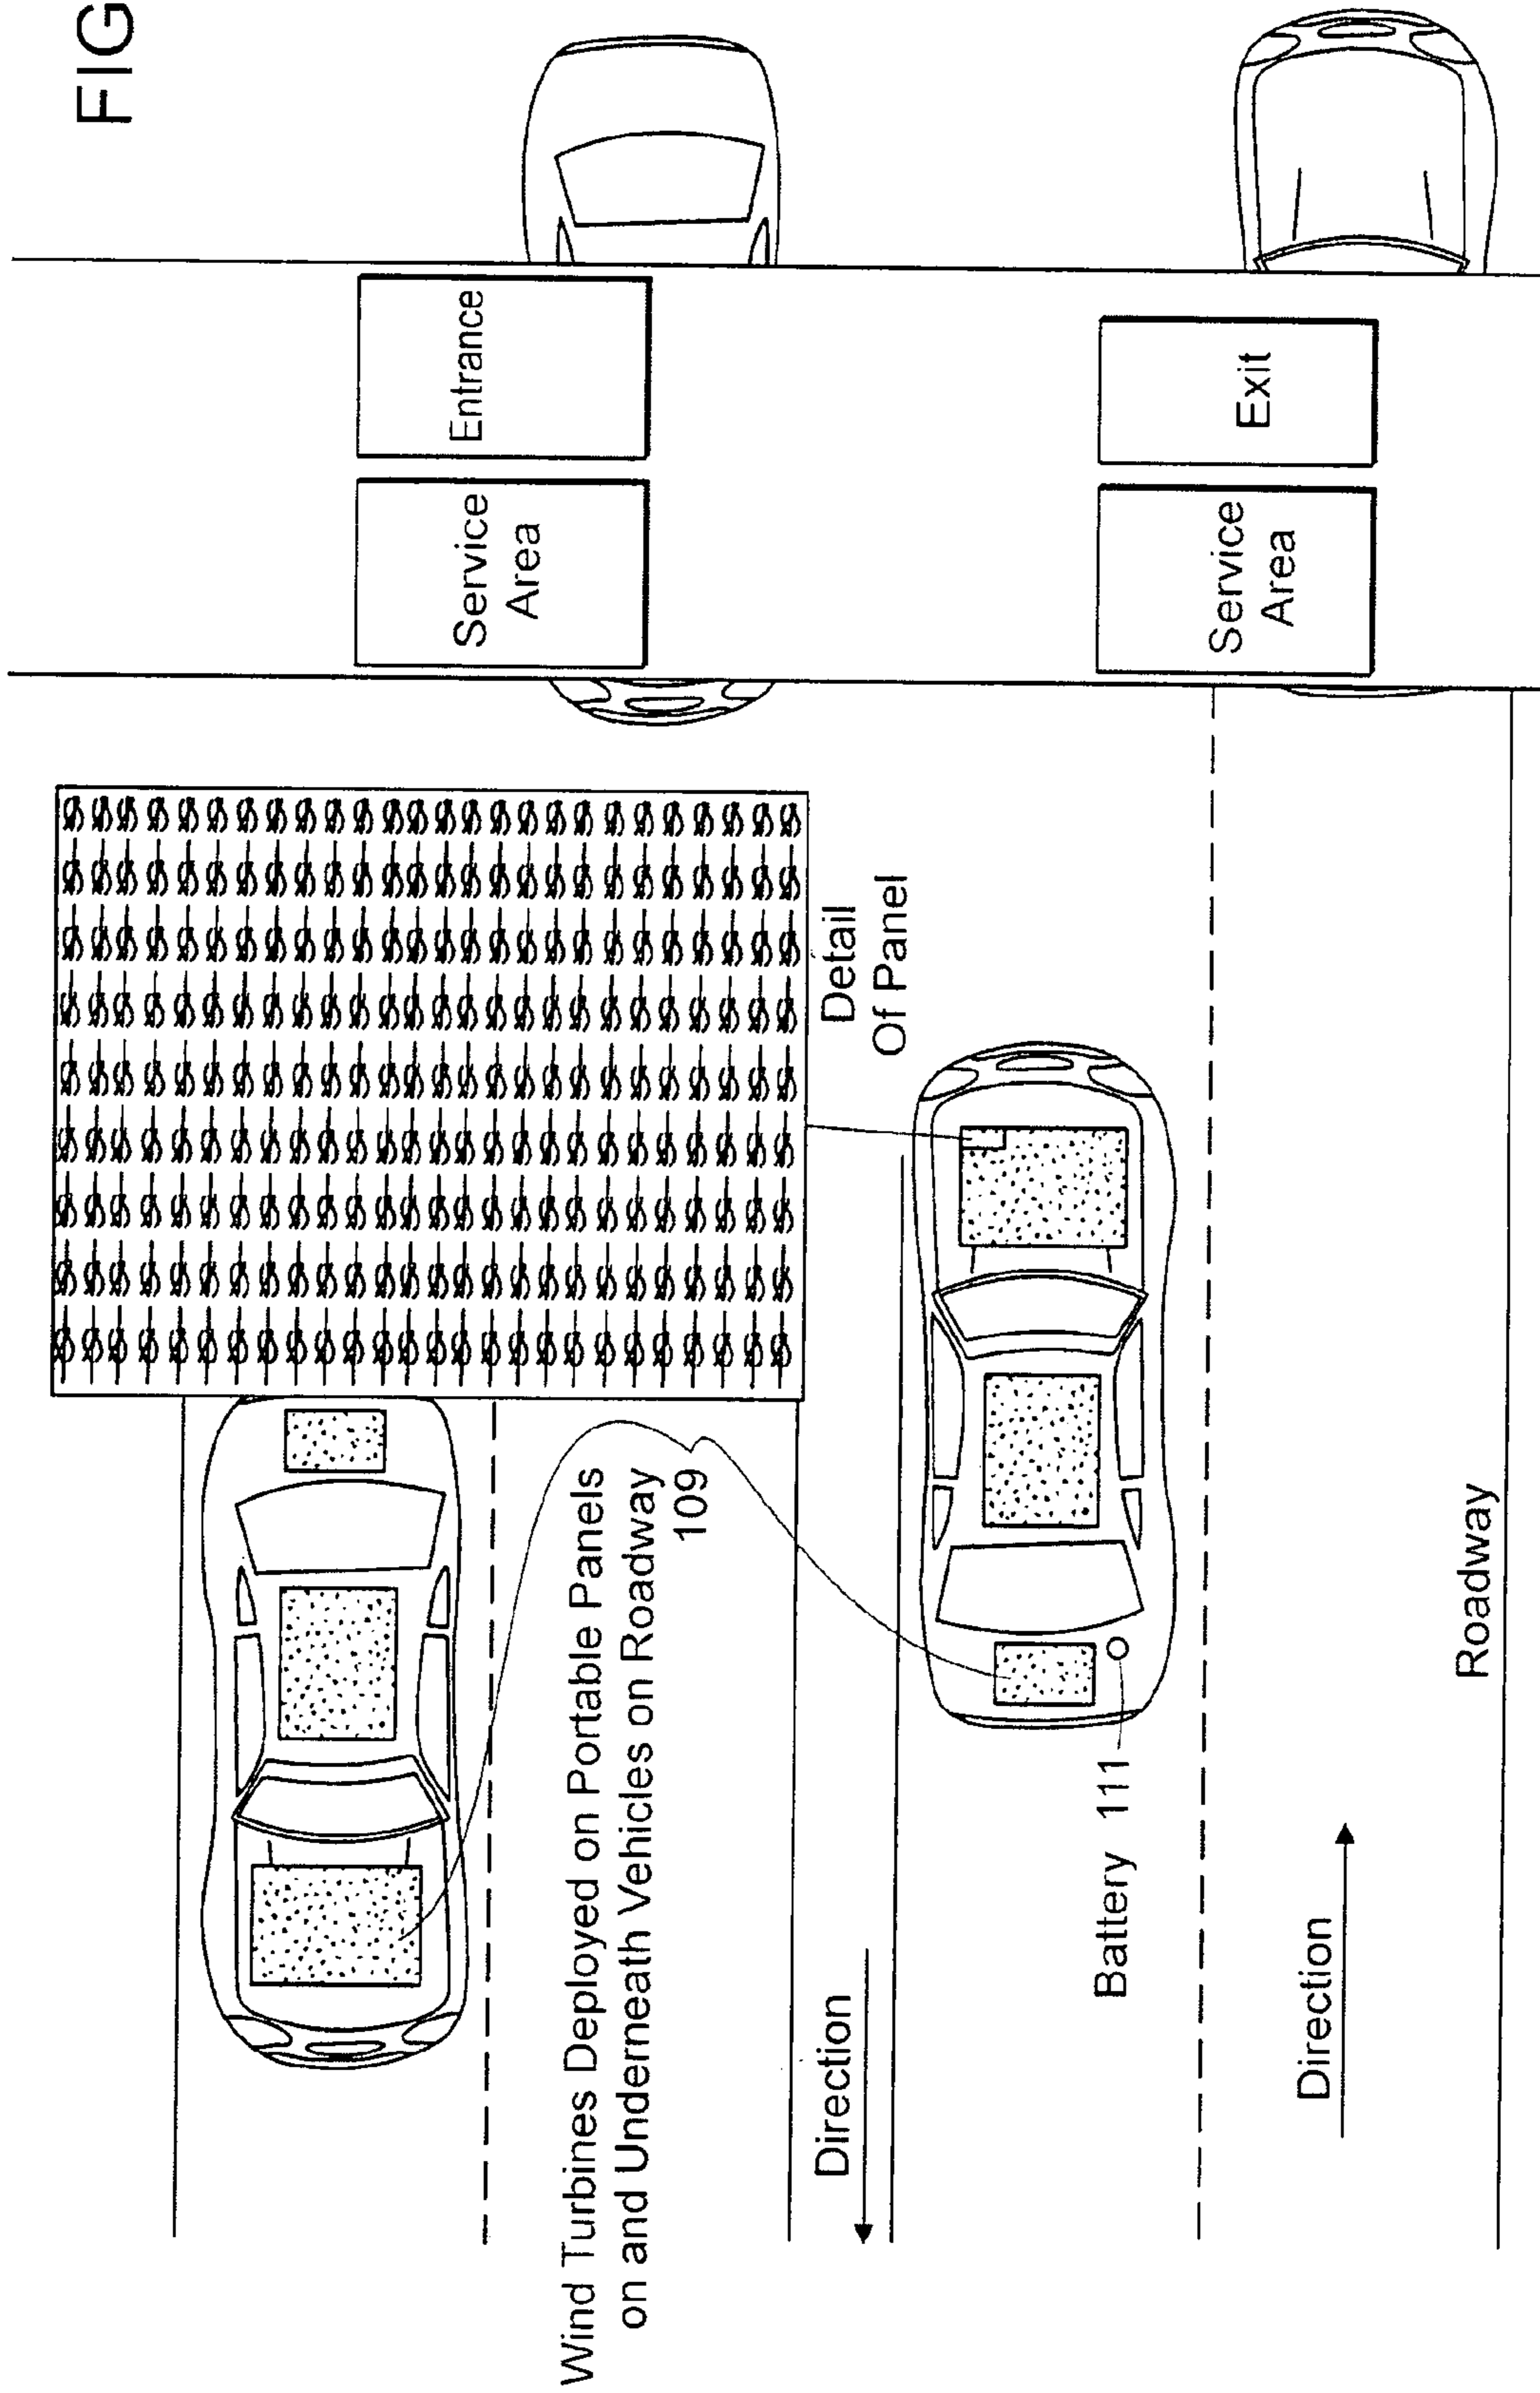 FIG
Entrance
Service
Area
Exit
Service
Area
Detail
Of Panel
Wind Turbines Deployed on Portable Panels
on and Underneath Vehicles on Roadway
109
Battery 111
Direction
Direction
Roadway